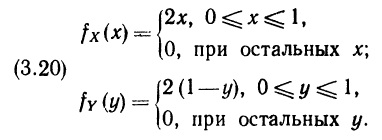 f_X(x) = {2x, 0 ⩽ x ⩽ 1,
0, при остальных x;
(3.20)
f_Y(y) = {2(1—y), 0 ⩽ y ⩽ 1,
0, при остальных y.